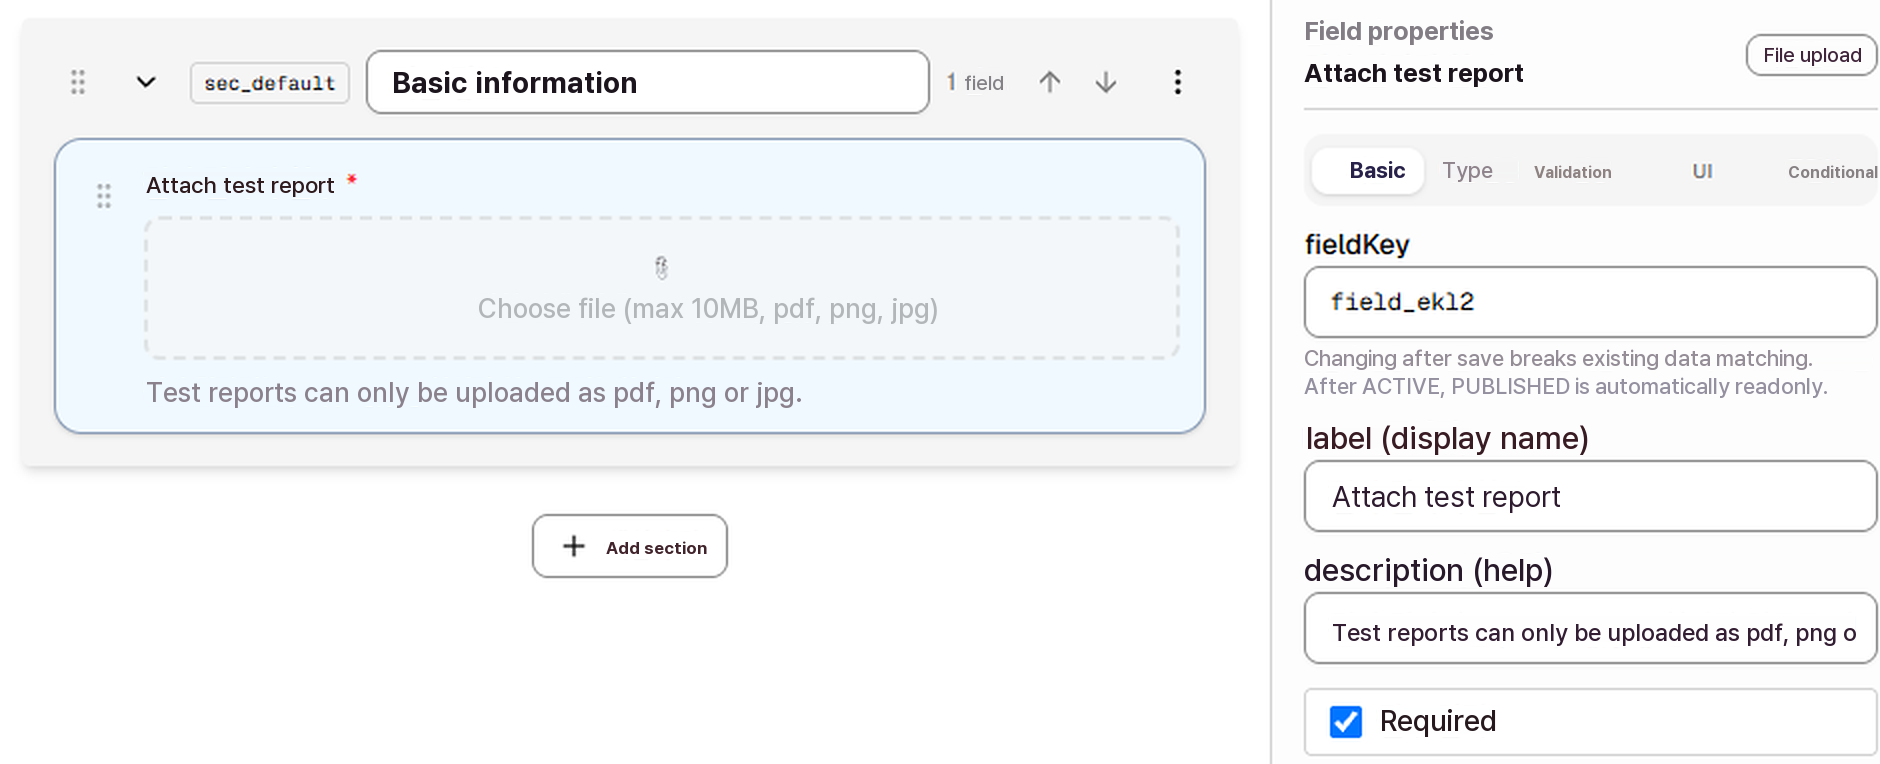 sec_default
Basic information
1 field
Attach test report *
Choose file (max 10MB, pdf, png, jpg)
Test reports can only be uploaded as pdf, png or jpg.
Add section
Field properties
Attach test report
File upload
Basic
Type
Validation
UI
Conditional
fieldKey
field_ekl2
Changing after save breaks existing data matching.
After ACTIVE, PUBLISHED is automatically readonly.
label (display name)
Attach test report
description (help)
Test reports can only be uploaded as pdf, png o
Required